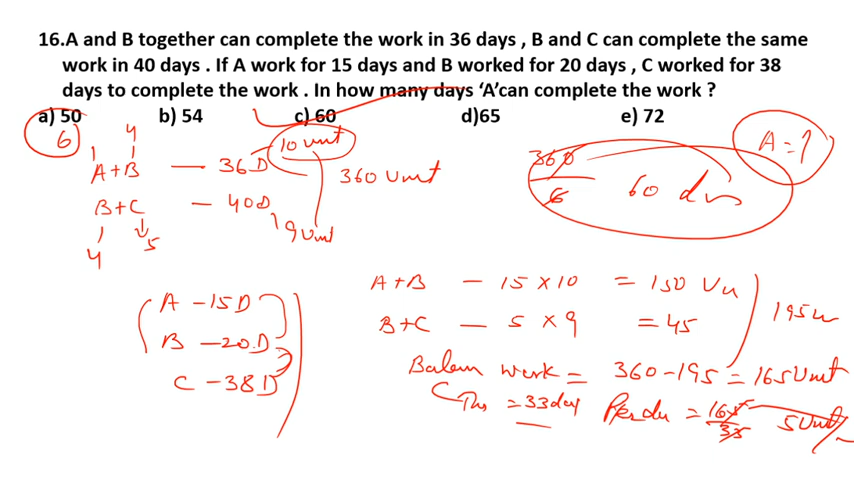 16.A and B together can complete the work in 36 days , B and C can complete the same
work in 40 days . If A work for 15 days and B worked for 20 days , C worked for 38
days to complete the work . In how many days ‘A’can complete the work ?
a) 50 b) 54 c) 60 d)65 e) 72
6 4 10 unit A = ?
A+B — 36D 360 Unit 360/6 60 days
B+C — 40D 9 Unit
4 5
A – 15D
B – 20D
C – 38D
A+B — 15 × 10 = 150 Un
B+C — 5 × 9 = 45 195u
work = 360 – 195 = 165 Unit
C = 33day = 165/33 5 Unit